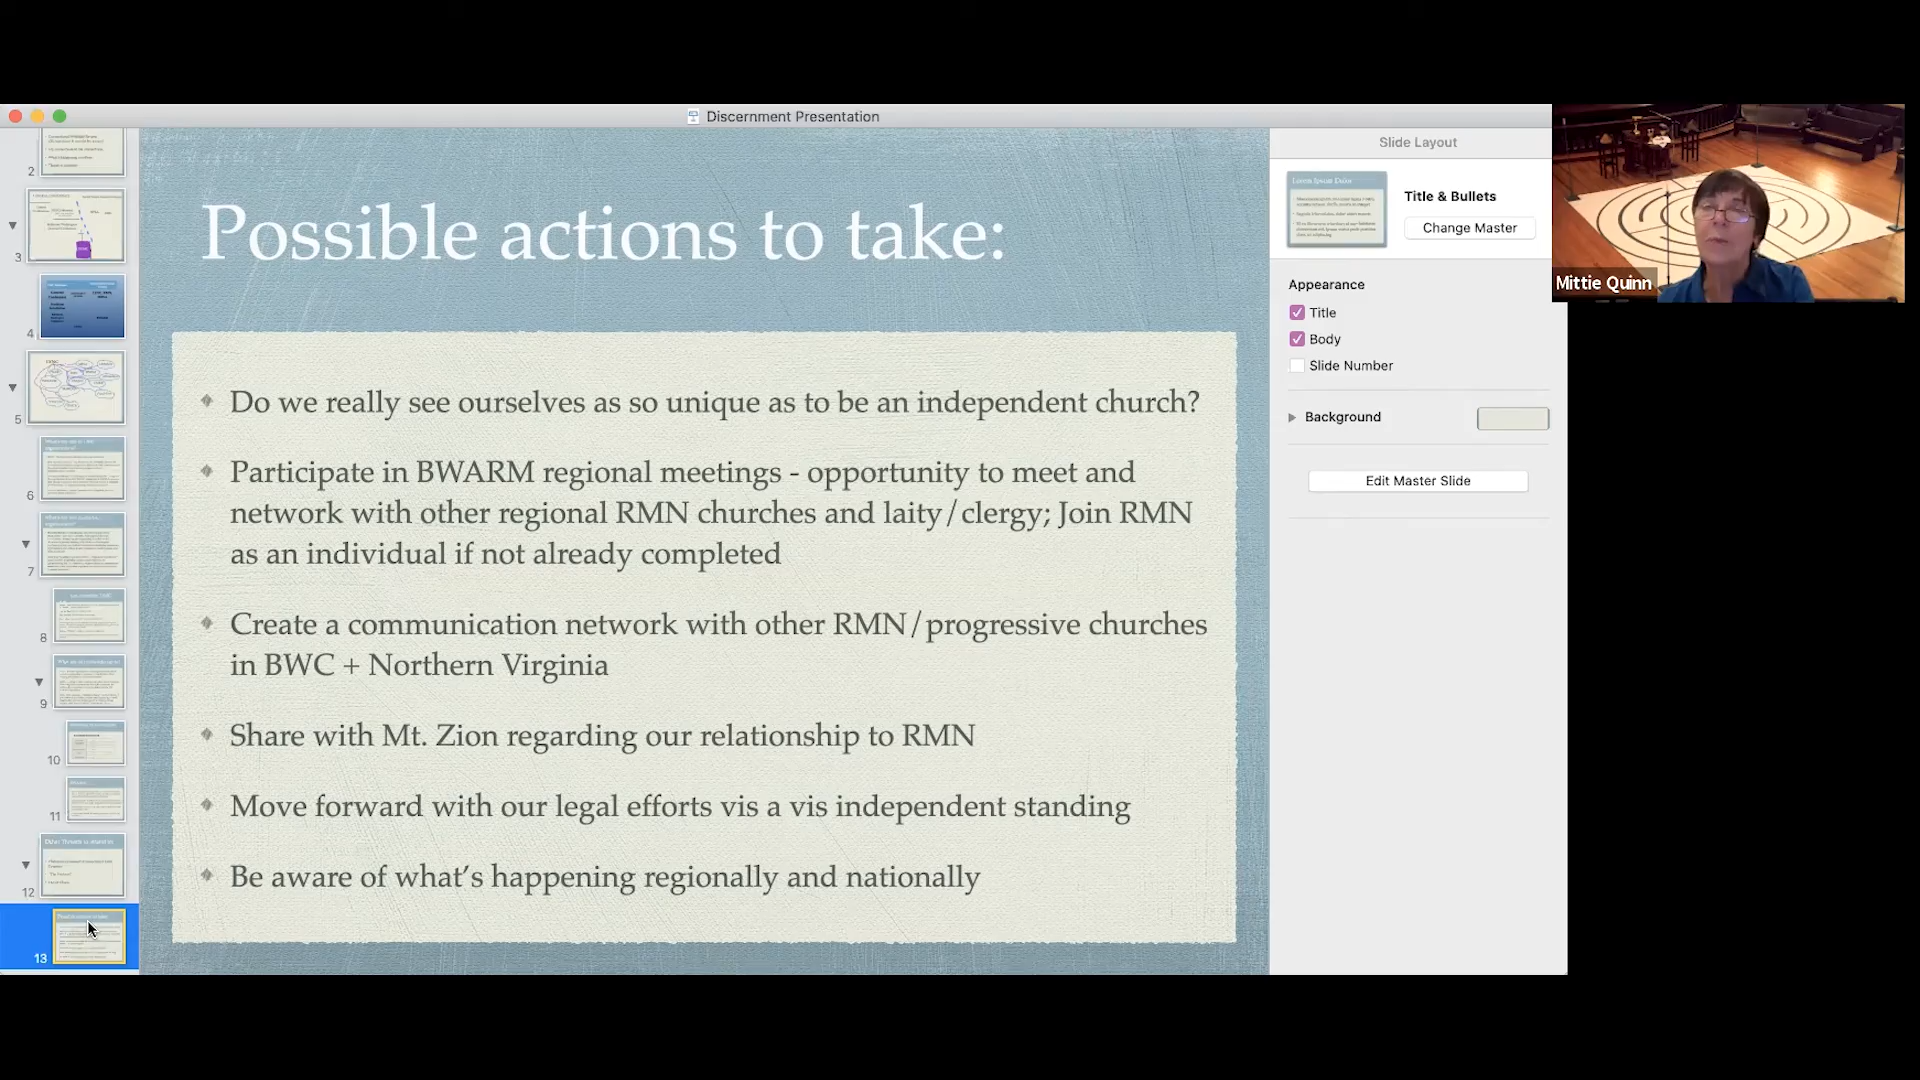 Discernment Presentation
2
3
4
5
6
7
8
9
10
11
12
13
Possible actions to take:
Do we really see ourselves as so unique as to be an independent church?
Participate in BWARM regional meetings - opportunity to meet and
network with other regional RMN churches and laity/clergy; Join RMN
as an individual if not already completed
Create a communication network with other RMN/progressive churches
in BWC + Northern Virginia
Share with Mt. Zion regarding our relationship to RMN
Move forward with our legal efforts vis a vis independent standing
Be aware of what's happening regionally and nationally
Slide Layout
Lorem Ipsum Dolor
Title & Bullets
Change Master
Appearance
Title
Body
Slide Number
Background
Edit Master Slide
Mittie Quinn